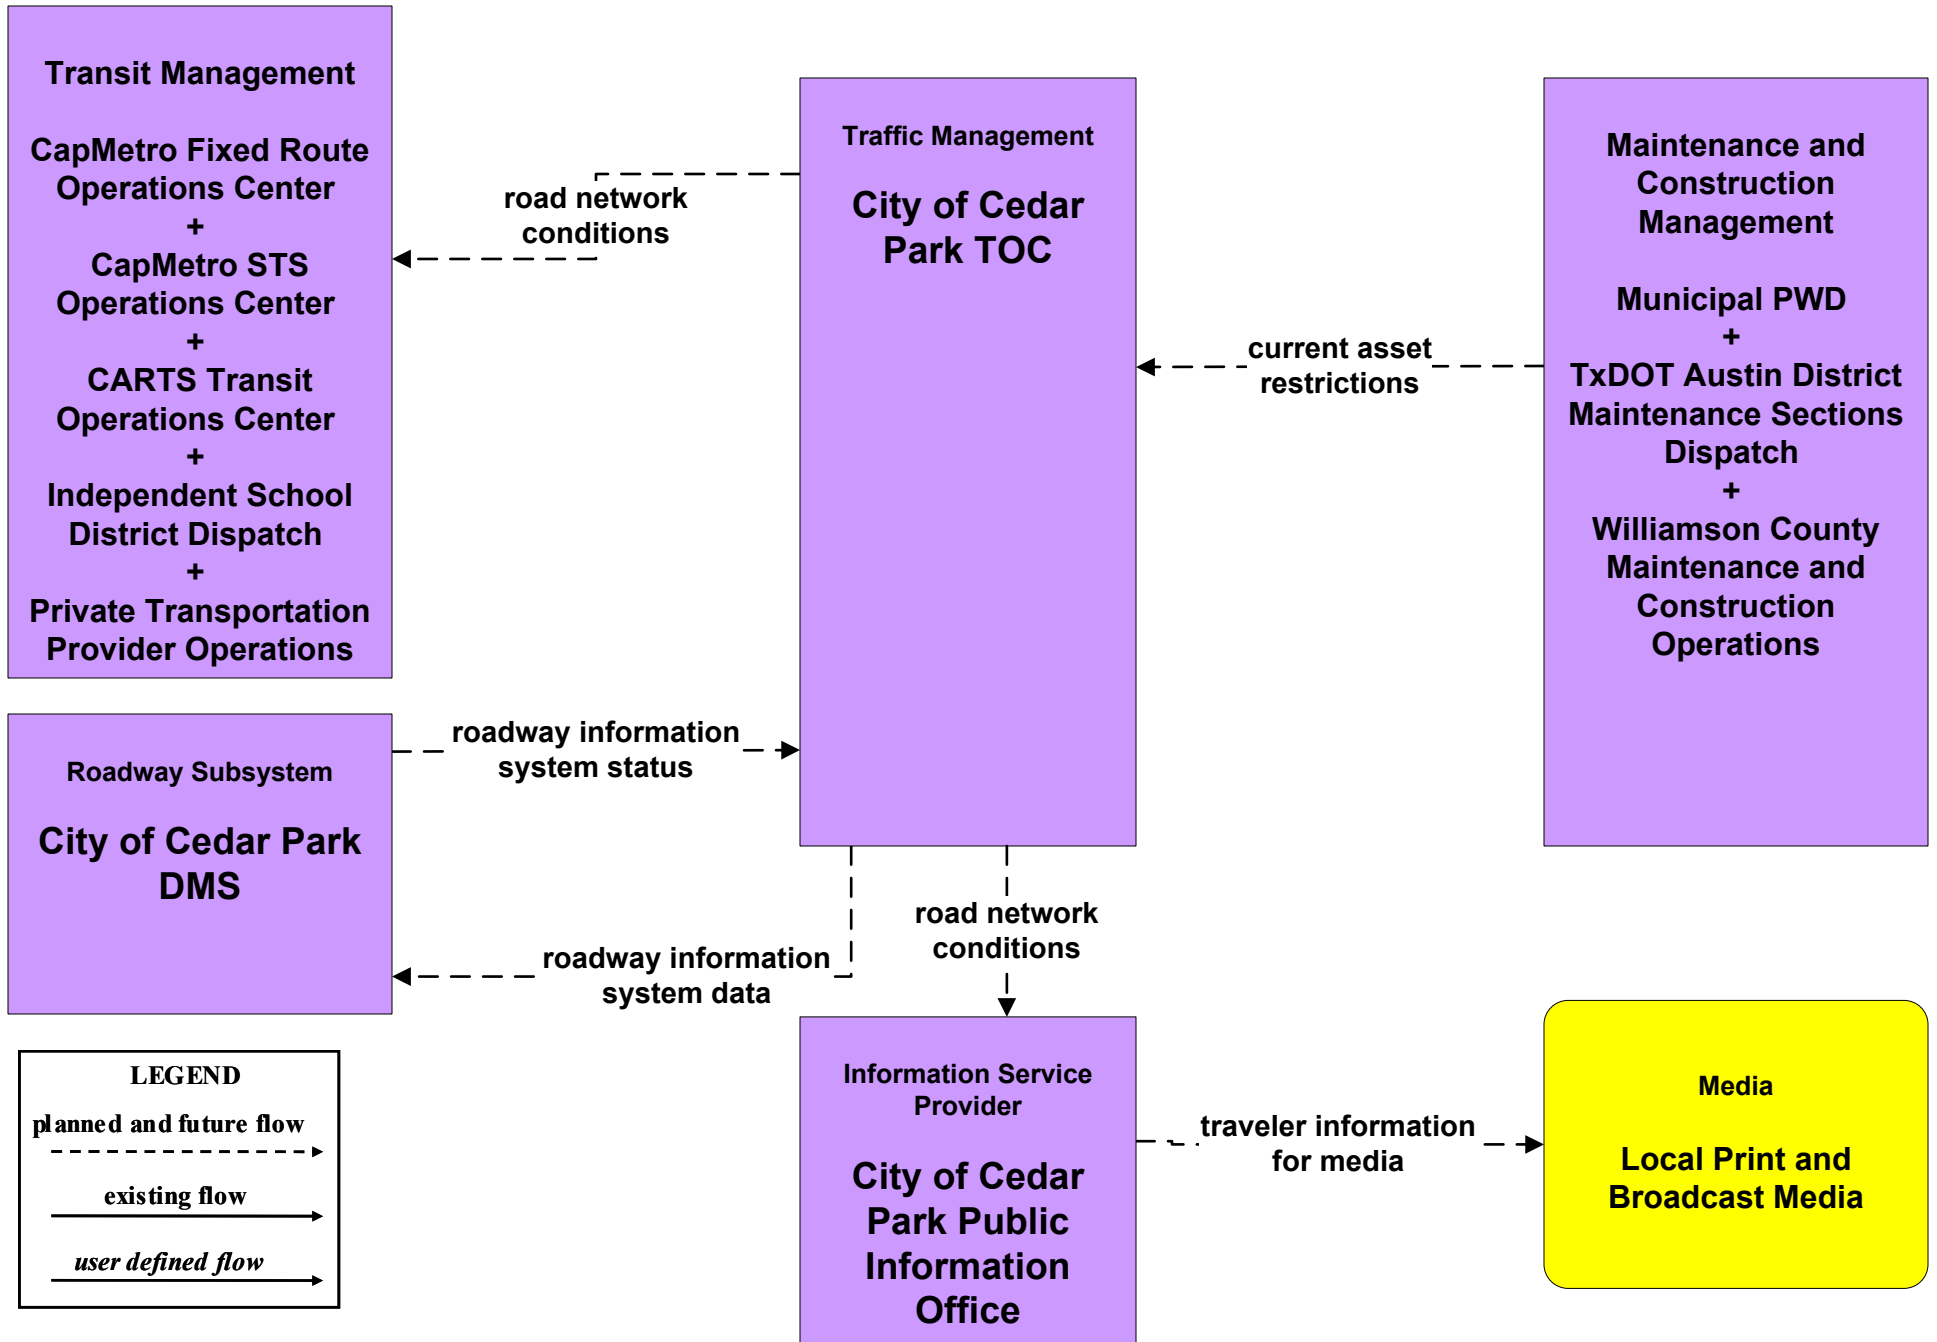 Transit Management
CapMetro Fixed Route
Operations Center
+
CapMetro STS
Operations Center
+
CARTS Transit
Operations Center
+
Independent School
District Dispatch
+
Private Transportation
Provider Operations
road network
conditions
Traffic Management
City of Cedar
Park TOC
current asset
restrictions
Maintenance and
Construction
Management
Municipal PWD
+
TxDOT Austin District
Maintenance Sections
Dispatch
+
Williamson County
Maintenance and
Construction
Operations
Roadway Subsystem
City of Cedar Park
DMS
roadway information
system status
roadway information
system data
road network
conditions
LEGEND
planned and future flow
existing flow
user defined flow
Information Service
Provider
City of Cedar
Park Public
Information
Office
traveler information
for media
Media
Local Print and
Broadcast Media